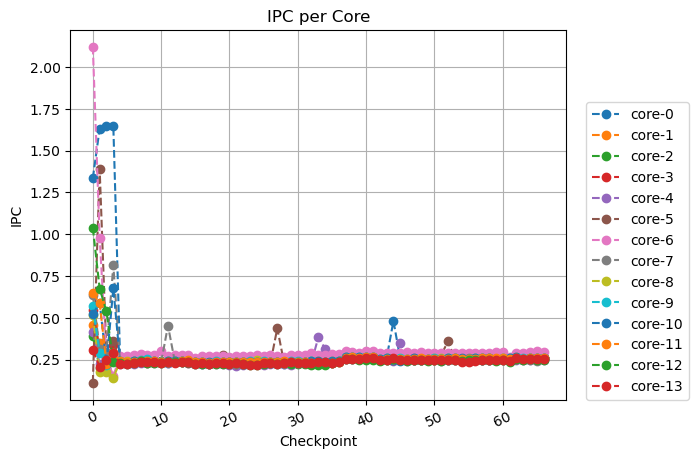 IPC per Core
IPC
2.00
1.75
1.50
1.25
1.00
0.75
0.50
0.25
0
10
20
30
40
50
60
Checkpoint
core-0
core-1
core-2
core-3
core-4
core-5
core-6
core-7
core-8
core-9
core-10
core-11
core-12
core-13